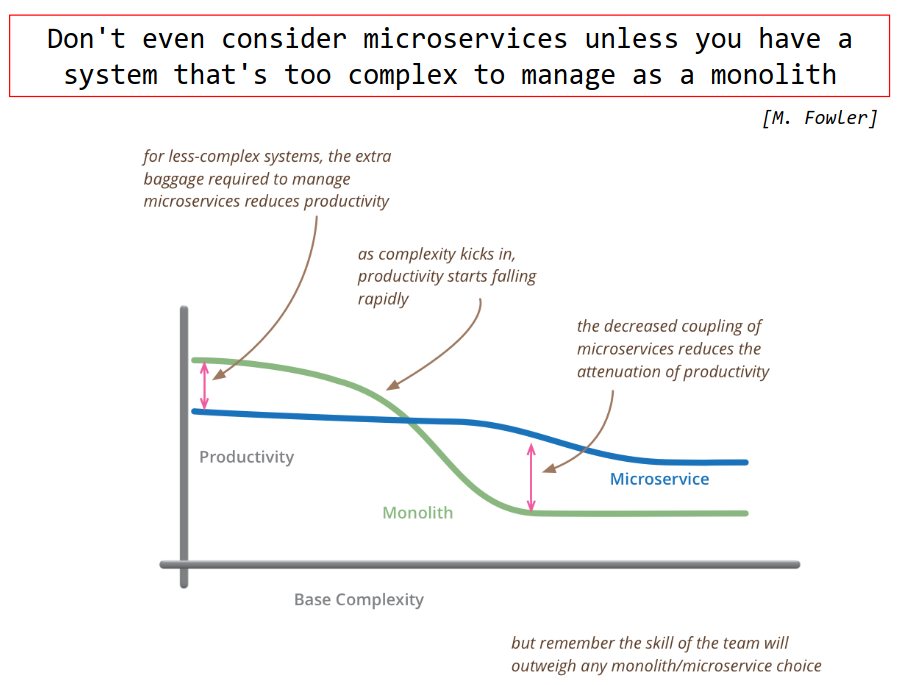 Don't even consider microservices unless you have a
system that's too complex to manage as a monolith
[M. Fowler]
for less-complex systems, the extra
baggage required to manage
microservices reduces productivity
as complexity kicks in,
productivity starts falling
rapidly
the decreased coupling of
microservices reduces the
attenuation of productivity
Productivity
Microservice
Monolith
Base Complexity
but remember the skill of the team will
outweigh any monolith/microservice choice